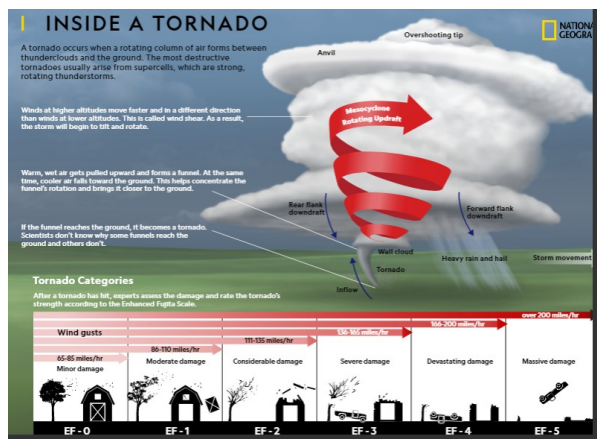 INSIDE A TORNADO
NATIONA
GEOGRA
A tornado occurs when a rotating column of air forms between
thunderclouds and the ground. The most destructive
tornadoes usually arise from supercells, which are strong,
rotating thunderstorms.
Overshooting tip
Anvil
Winds at higher altitudes move faster and in a different direction
than winds at lower altitudes. This is called wind shear. As a result,
the storm will begin to tilt and rotate.
Mesocyclone
Rotating Updraft
Warm, wet air gets pulled upward and forms a funnel. At the same
time, cooler air falls toward the ground. This helps concentrate the
funnel's rotation and brings it closer to the ground.
Rear flank
downdraft
Forward flank
downdraft
If the funnel reaches the ground, it becomes a tornado.
Scientists don't know why some funnels reach the
ground and others don't.
Wall cloud
Heavy rain and hail
Storm movement
Tornado
Inflow
Tornado Categories
After a tornado has hit, experts assess the damage and rate the tornado's
strength according to the Enhanced Fujita Scale.
over 200 miles/hr
166-200 miles/hr
Wind gusts
136-165 miles/hr
111-135 miles/hr
86-110 miles/hr
65-85 miles/hr
Minor damage
Moderate damage
Considerable damage
Severe damage
Devastating damage
Massive damage
EF - 0
EF - 1
EF - 2
EF - 3
EF - 4
EF - 5